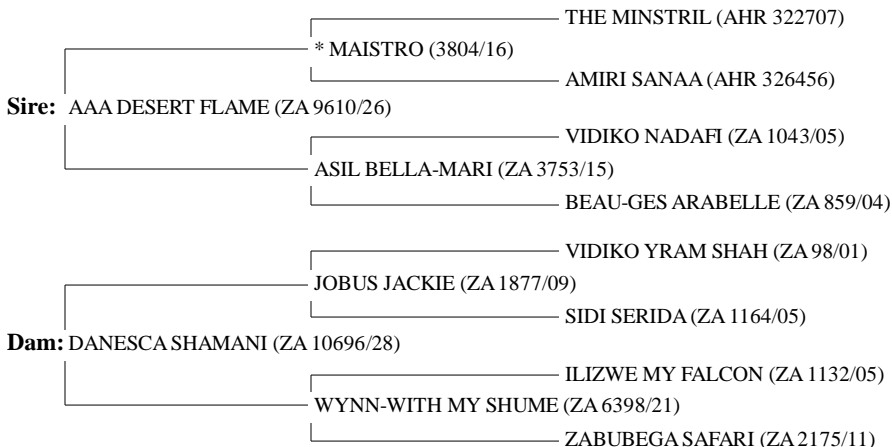 THE MINSTRIL (AHR 322707)
* MAISTRO (3804/16)
AMIRI SANAA (AHR 326456)
Sire: AAA DESERT FLAME (ZA 9610/26)
VIDIKO NADAFI (ZA 1043/05)
ASIL BELLA-MARI (ZA 3753/15)
BEAU-GES ARABELLE (ZA 859/04)
VIDIKO YRAM SHAH (ZA 98/01)
JOBUS JACKIE (ZA 1877/09)
SIDI SERIDA (ZA 1164/05)
Dam: DANESCA SHAMANI (ZA 10696/28)
ILIZWE MY FALCON (ZA 1132/05)
WYNN-WITH MY SHUME (ZA 6398/21)
ZABUBEGA SAFARI (ZA 2175/11)